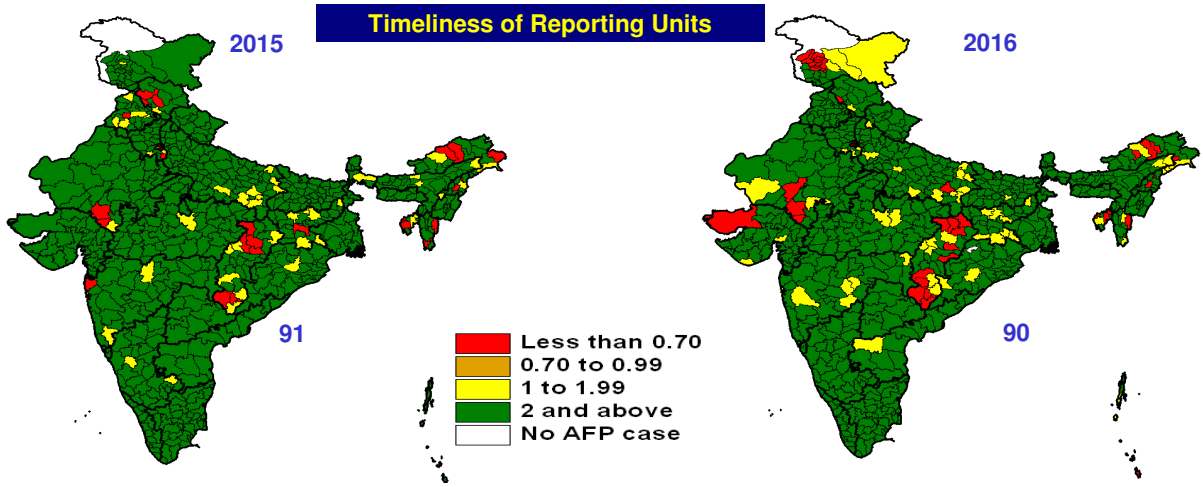 Timeliness of Reporting Units
2015
2016
91
90
Less than 0.70
0.70 to 0.99
1 to 1.99
2 and above
No AFP case